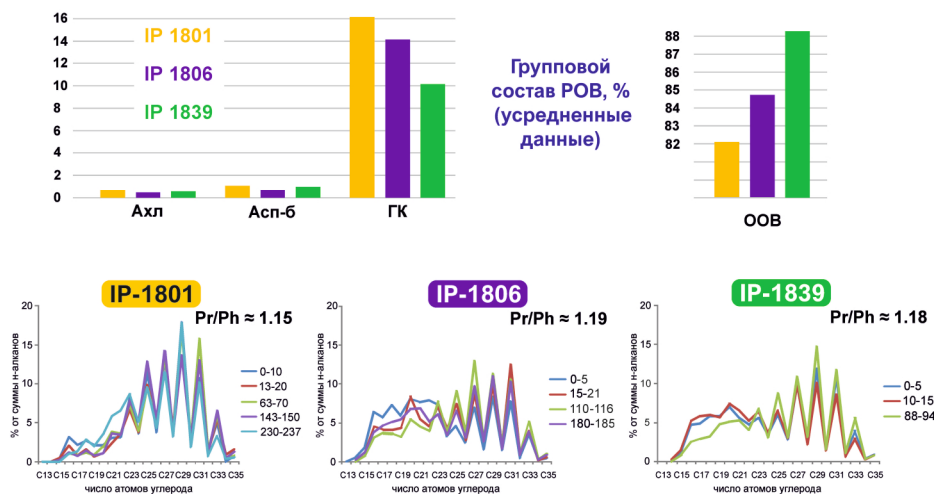 16
14
12
10
8
6
4
2
0
IP 1801
IP 1806
IP 1839
Ахл
Асп-б
ГК
Групповой
состав РОВ, %
(усредненные
данные)
88
87
86
85
84
83
82
ООВ
IP-1801
Pr/Ph ≈ 1.15
% от суммы н-алканов
20
15
10
5
0
0-10
13-20
63-70
143-150
230-237
C13 C15 C17 C19 C21 C23 C25 C27 C29 C31 C33 C35
число атомов углерода
IP-1806
Pr/Ph ≈ 1.19
% от суммы н-алканов
20
15
10
5
0
0-5
15-21
110-116
180-185
C13 C15 C17 C19 C21 C23 C25 C27 C29 C31 C33 C35
число атомов углерода
IP-1839
Pr/Ph ≈ 1.18
% от суммы н-алканов
20
15
10
5
0
0-5
10-15
88-94
C13 C15 C17 C19 C21 C23 C25 C27 C29 C31 C33 C35
число атомов углерода